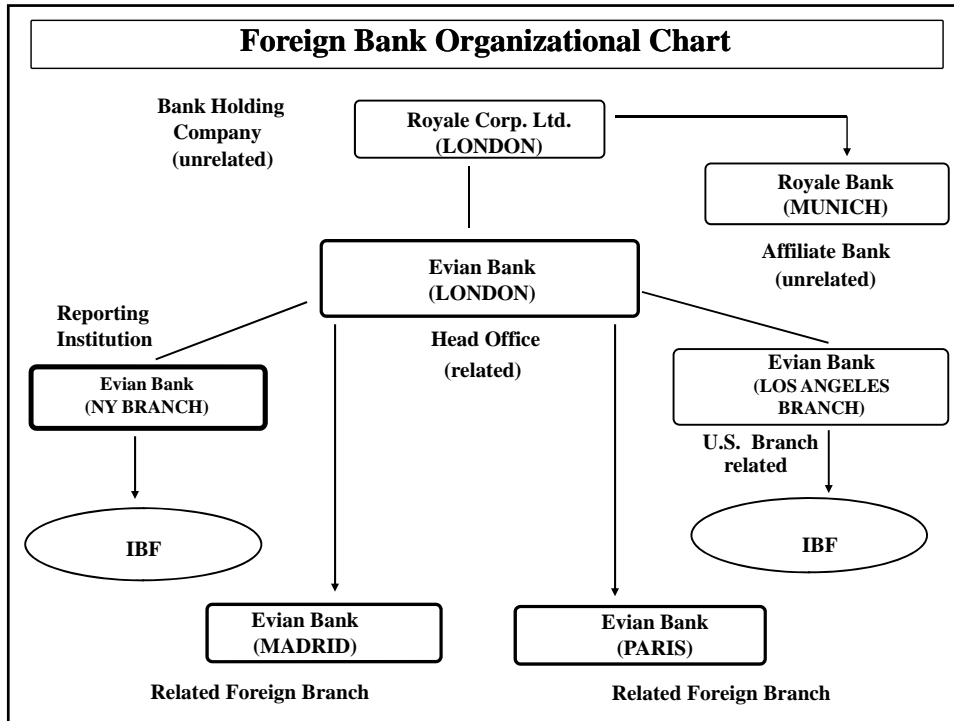 Foreign Bank Organizational Chart
Bank Holding
Company
(unrelated)
Royale Corp. Ltd.
(LONDON)
Royale Bank
(MUNICH)
Affiliate Bank
(unrelated)
Evian Bank
(LONDON)
Head Office
(related)
Reporting
Institution
Evian Bank
(NY BRANCH)
Evian Bank
(LOS ANGELES
BRANCH)
U.S. Branch
related
IBF
IBF
Evian Bank
(MADRID)
Related Foreign Branch
Evian Bank
(PARIS)
Related Foreign Branch